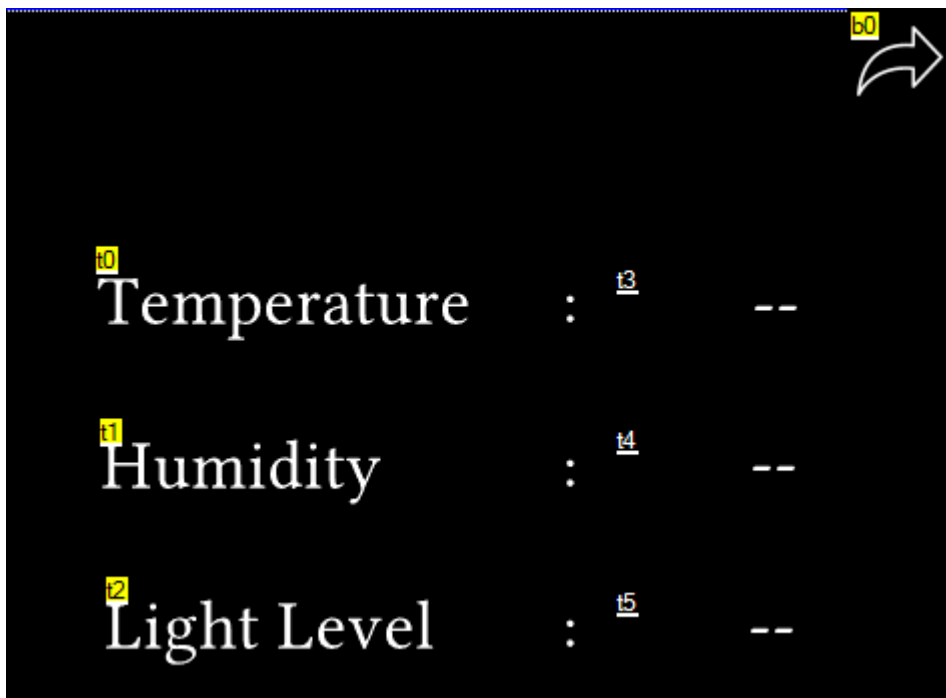 b0
t0
Temperature : t3 --
t1
Humidity : t4 --
t2
Light Level : t5 --